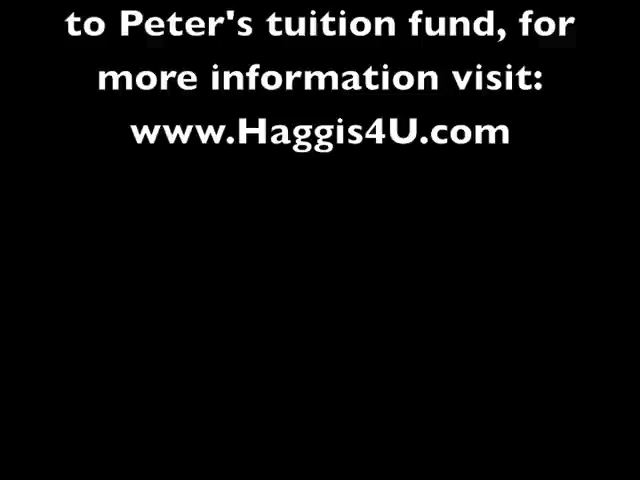 to Peter's tuition fund, for
more information visit:
www.Haggis4U.com